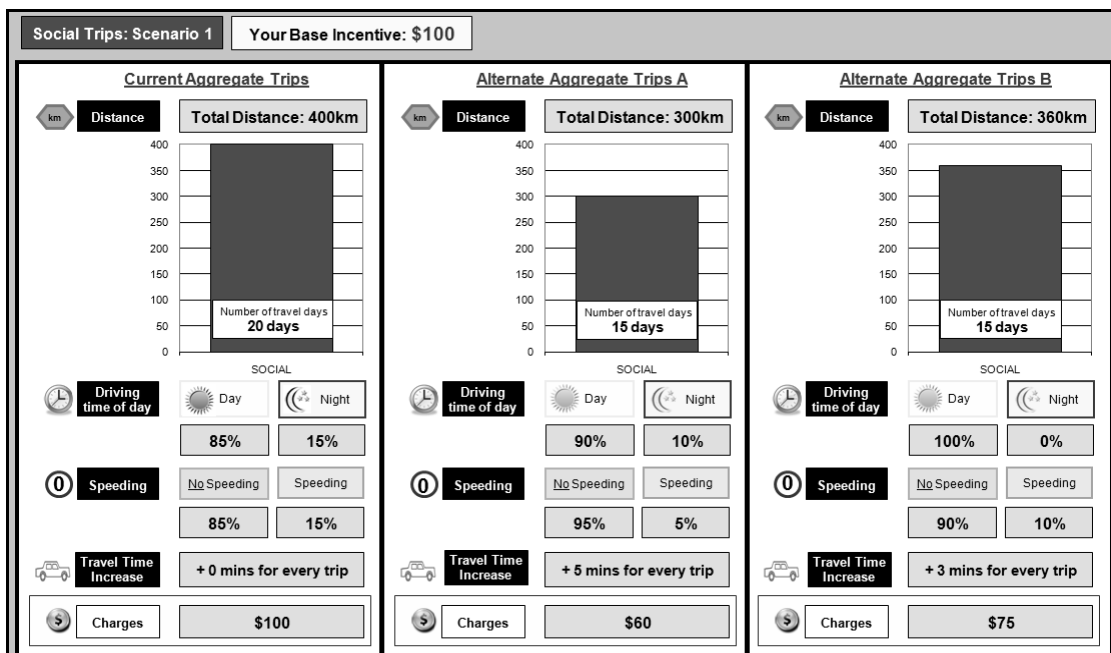 Social Trips: Scenario 1
Your Base Incentive: $100
Current Aggregate Trips
km
Distance
Total Distance: 400km
400
350
300
250
200
150
100
50
0
Number of travel days
20 days
SOCIAL
Driving
time of day
Day
Night
85%
15%
0
Speeding
No Speeding
Speeding
85%
15%
Travel Time
Increase
+ 0 mins for every trip
$
Charges
$100
Alternate Aggregate Trips A
km
Distance
Total Distance: 300km
400
350
300
250
200
150
100
50
0
Number of travel days
15 days
SOCIAL
Driving
time of day
Day
Night
90%
10%
0
Speeding
No Speeding
Speeding
95%
5%
Travel Time
Increase
+ 5 mins for every trip
$
Charges
$60
Alternate Aggregate Trips B
km
Distance
Total Distance: 360km
400
350
300
250
200
150
100
50
0
Number of travel days
15 days
SOCIAL
Driving
time of day
Day
Night
100%
0%
0
Speeding
No Speeding
Speeding
90%
10%
Travel Time
Increase
+ 3 mins for every trip
$
Charges
$75